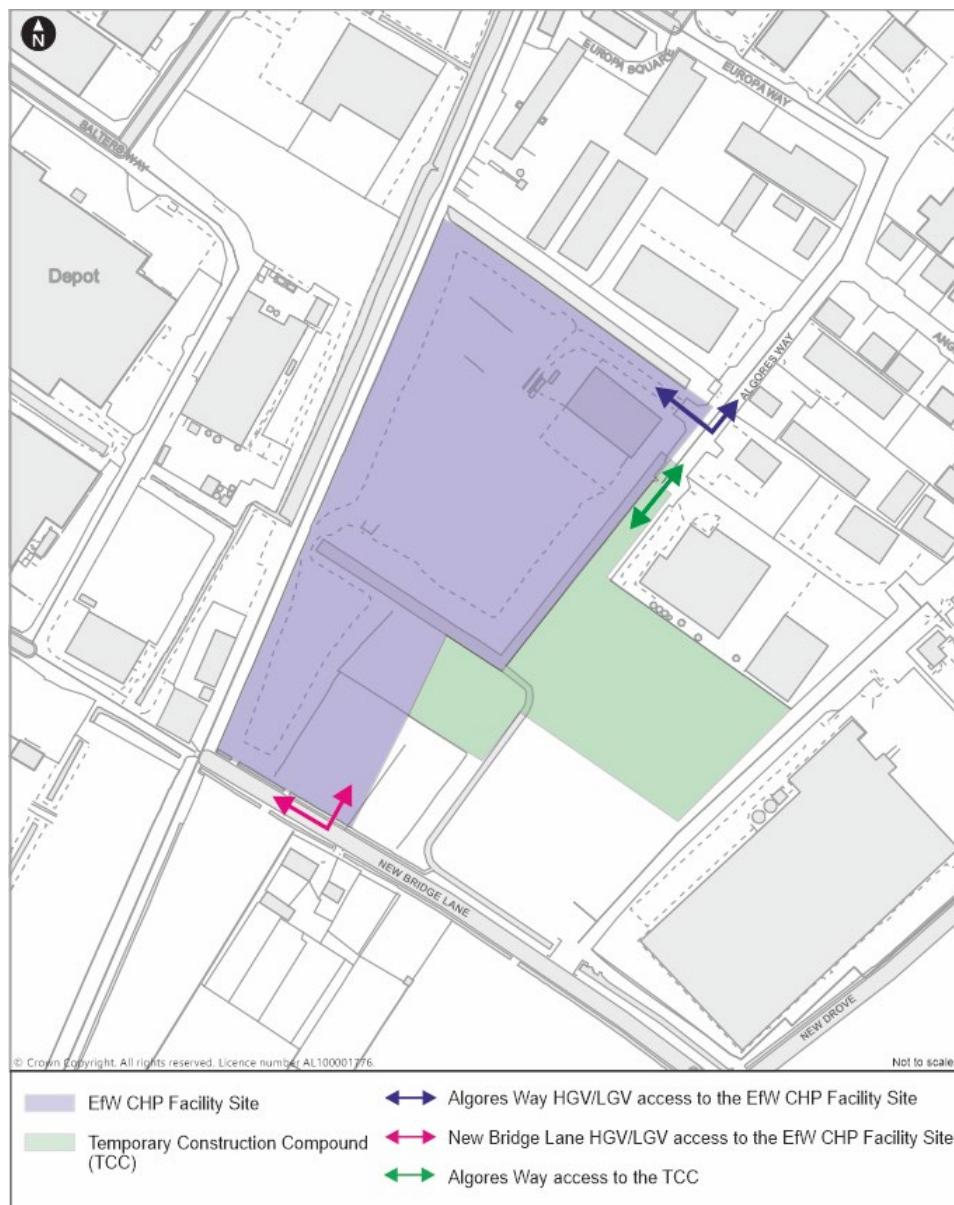 N
EUROPA SQUARE
EUROPA WAY
SALTERS WAY
Depot
ALGORES WAY
ANG
NEW BRIDGE LANE
NEW DROVE
© Crown Copyright. All rights reserved. Licence number AL100001776.
Not to scale
EfW CHP Facility Site
Temporary Construction Compound
(TCC)
Algores Way HGV/LGV access to the EfW CHP Facility Site
New Bridge Lane HGV/LGV access to the EfW CHP Facility Site
Algores Way access to the TCC